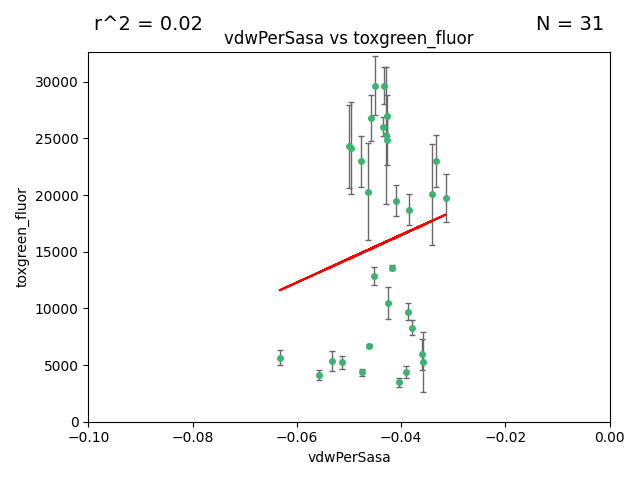 r^2 = 0.02
N = 31
vdwPerSasa vs toxgreen_fluor
30000
25000
20000
15000
10000
5000
0
toxgreen_fluor
−0.10
−0.08
−0.06
−0.04
−0.02
0.00
vdwPerSasa